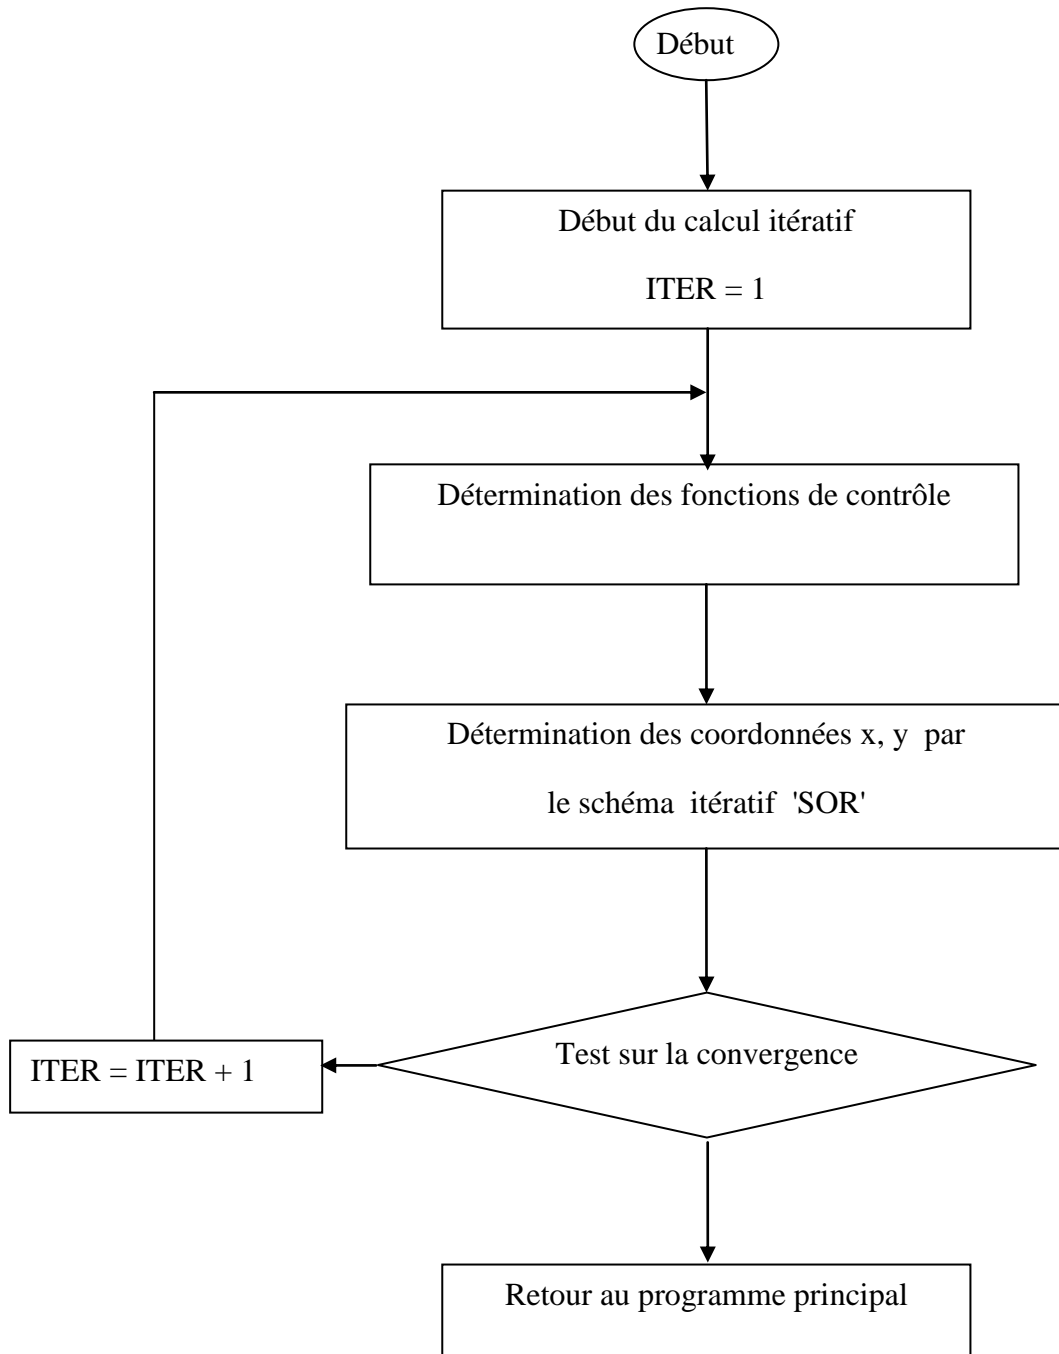 Début
Début du calcul itératif
ITER = 1
Détermination des fonctions de contrôle
Détermination des coordonnées x, y par
le schéma itératif 'SOR'
Test sur la convergence
ITER = ITER + 1
Retour au programme principal